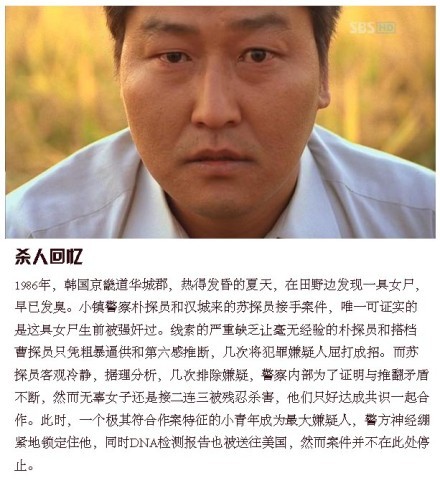 SBS HD
杀人回忆
1986年，韩国京畿道华城郡，热得发昏的夏天，在田野边发现一具女尸，
早已发臭。小镇警察朴探员和汉城来的苏探员接手案件，唯一可证实的
是这具女尸生前被强奸过。线索的严重缺乏让毫无经验的朴探员和搭档
曹探员只凭粗暴逼供和第六感推断，几次将犯罪嫌疑人屈打成招。而苏
探员客观冷静，据理分析，几次排除嫌疑，警察内部为了证明与推翻矛盾
不断，然而无辜女子还是接二连三被残忍杀害，他们只好达成共识一起合
作。此时，一个极其符合作案特征的小青年成为最大嫌疑人，警方神经绷
紧地锁定住他，同时DNA检测报告也被送往美国，然而案件并不在此处停
止。